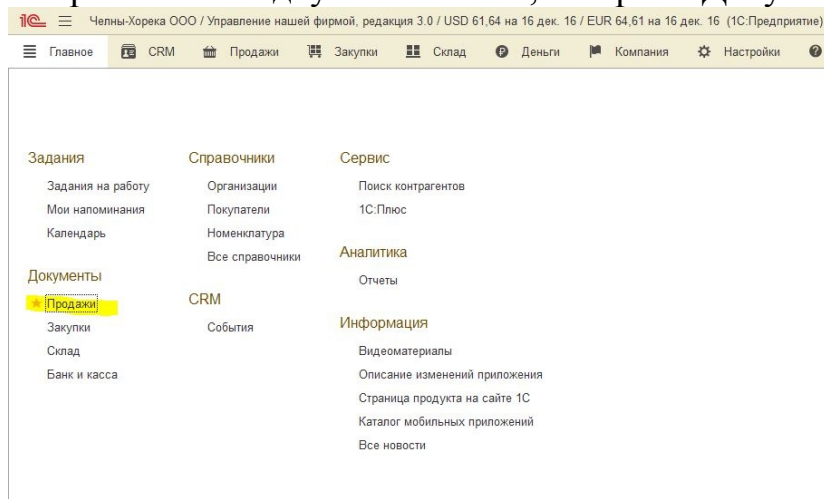 1С Челны-Хорека ООО / Управление нашей фирмой, редакция 3.0 / USD 61,64 на 16 дек. 16 / EUR 64,61 на 16 дек. 16 (1С:Предприятие)
Главное CRM Продажи Закупки Склад Деньги Компания Настройки
Задания
Задания на работу
Мои напоминания
Календарь
Документы
Продажи
Закупки
Склад
Банк и касса
Справочники
Организации
Покупатели
Номенклатура
Все справочники
CRM
События
Сервис
Поиск контрагентов
1С:Плюс
Аналитика
Отчеты
Информация
Видеоматериалы
Описание изменений приложения
Страница продукта на сайте 1С
Каталог мобильных приложений
Все новости